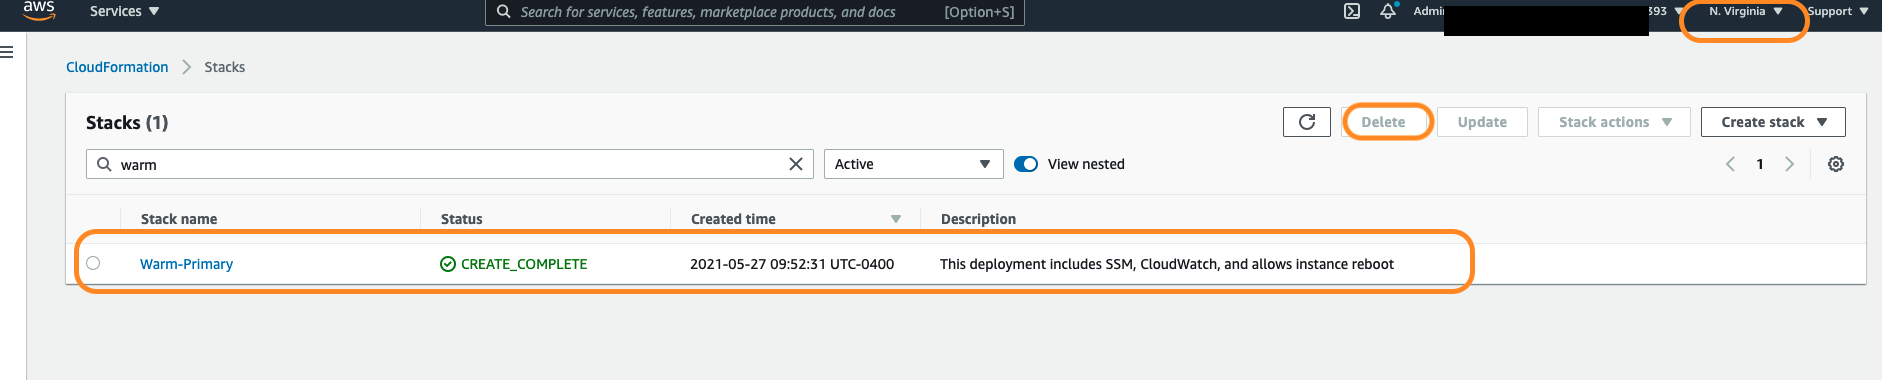 aws Services Search for services, features, marketplace products, and docs [Option+S] 393 N. Virginia Support
CloudFormation Stacks
Stacks (1) Delete Update Stack actions Create stack
warm Active View nested 1
Stack name Status Created time Description
Warm-Primary CREATE_COMPLETE 2021-05-27 09:52:31 UTC-0400 This deployment includes SSM, CloudWatch, and allows instance reboot